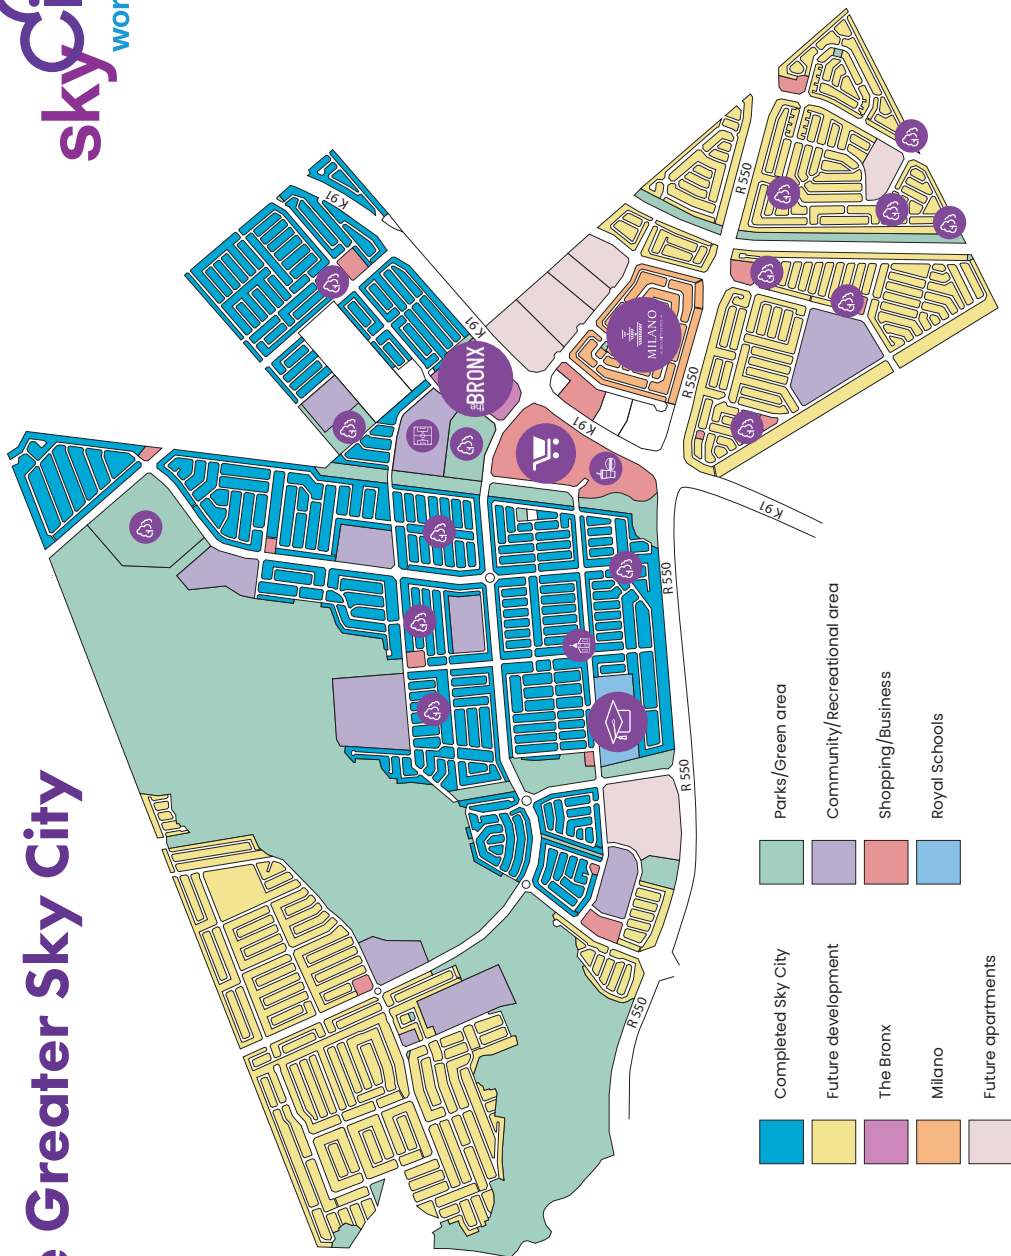 e Greater Sky City
skyCi
wor
K 91
K 91
BRONX
MILANO
R 550
R 550
K 91
K 91
R 550
R 550
R 550
Completed Sky City
Future development
The Bronx
Milano
Future apartments
Parks/Green area
Community/Recreational area
Shopping/Business
Royal Schools